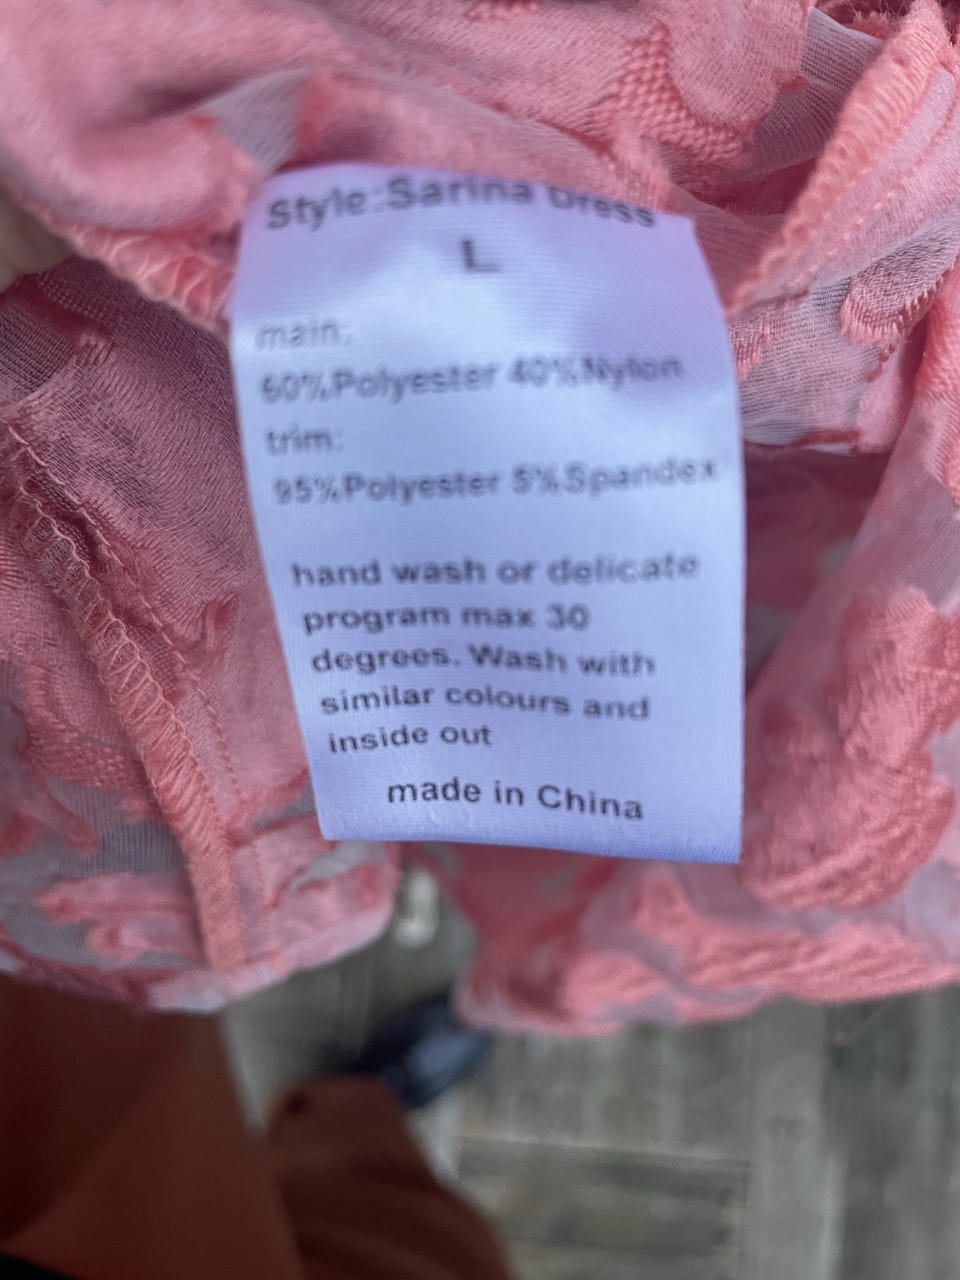 Style:Sarina Dress
L
main:
60%Polyester 40%Nylon
trim:
95%Polyester 5%Spandex
hand wash or delicate
program max 30
degrees. Wash with
similar colours and
inside out
made in China